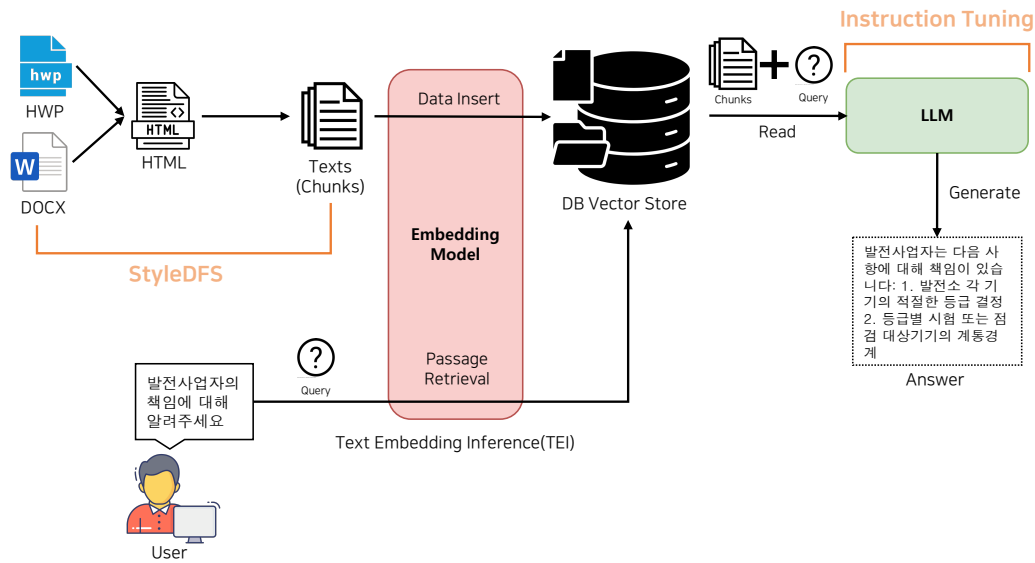 Instruction Tuning
hwp
HWP
W
DOCX
</>
HTML
HTML
Texts
(Chunks)
StyleDFS
Data Insert
Embedding
Model
Passage
Retrieval
Text Embedding Inference(TEI)
DB Vector Store
Chunks
+
?
Query
Read
LLM
Generate
발전사업자는 다음 사
항에 대해 책임이 있습
니다: 1. 발전소 각 기
기의 적절한 등급 결정
2. 등급별 시험 또는 점
검 대상기기의 계통경
계
Answer
?
Query
발전사업자의
책임에 대해
알려주세요
User